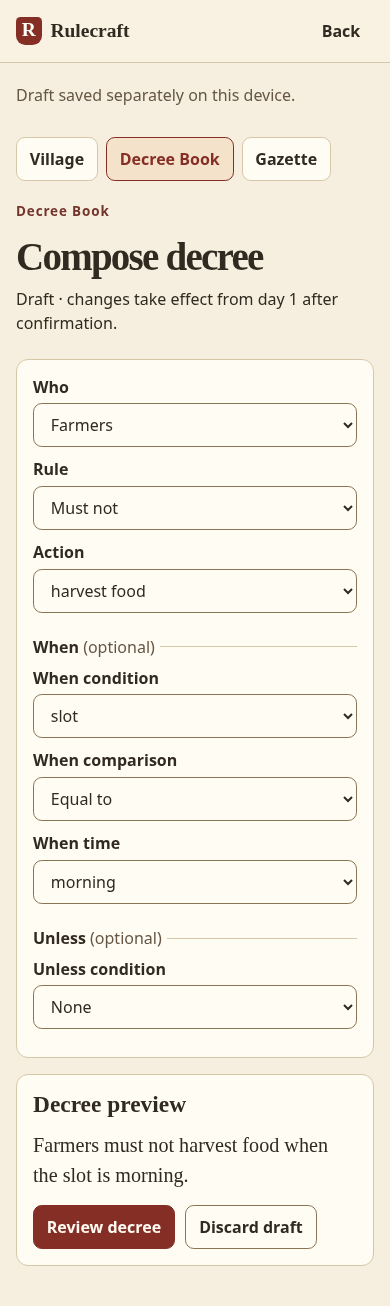 R Rulecraft Back
Draft saved separately on this device.
Village Decree Book Gazette
Decree Book
Compose decree
Draft · changes take effect from day 1 after
confirmation.
Who
Farmers
Rule
Must not
Action
harvest food
When (optional)
When condition
slot
When comparison
Equal to
When time
morning
Unless (optional)
Unless condition
None
Decree preview
Farmers must not harvest food when
the slot is morning.
Review decree Discard draft